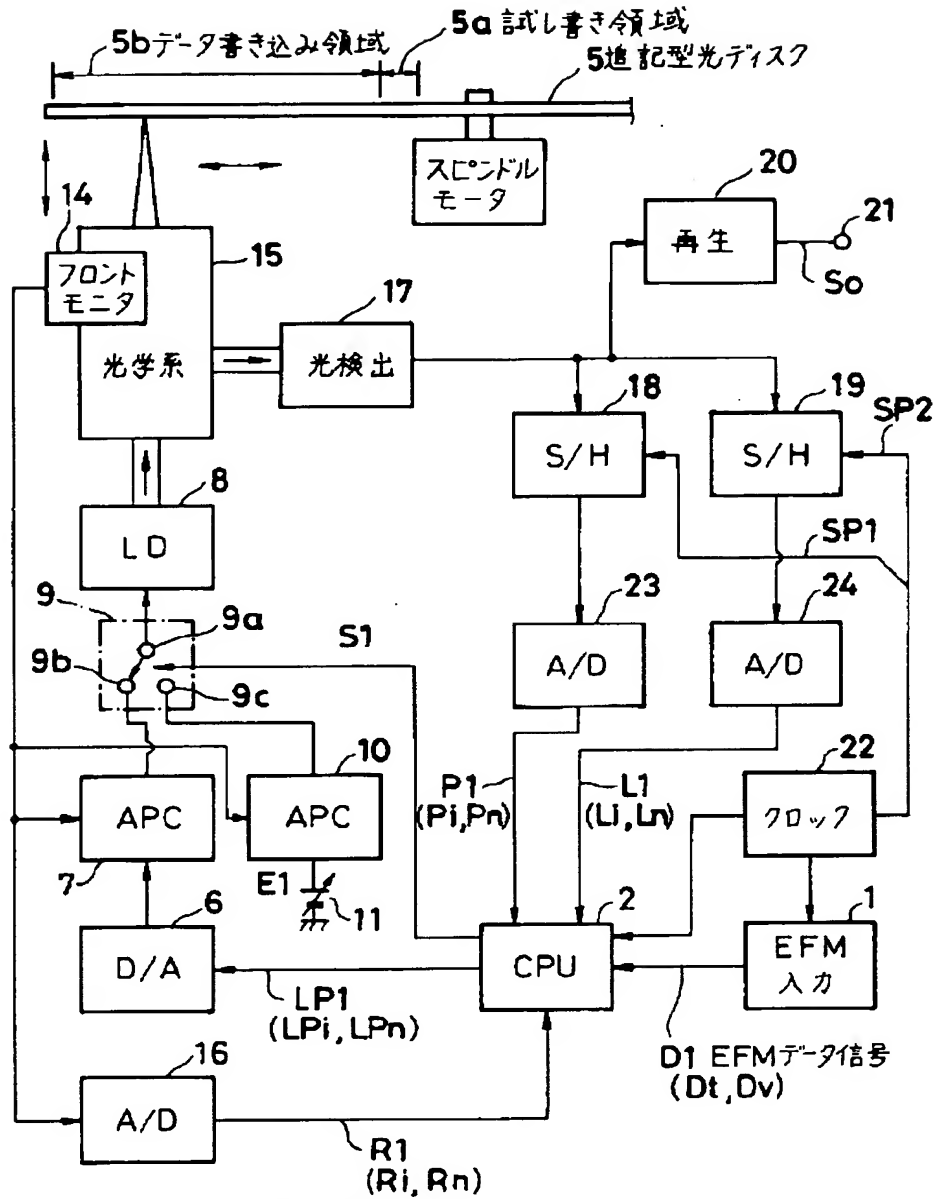 5a 試し書き領域
5b データ書き込み領域
5 追記型光ディスク
スピンドル
モータ
14
フロント
モニタ
15
光学系
17
光検出
20
再生
21
So
18
S/H
19
S/H
SP2
SP1
8
LD
9
9a
9b
9c
S1
23
A/D
24
A/D
10
APC
7
APC
E1
11
P1
(Pi,Pn)
L1
(Li,Ln)
22
クロック
6
D/A
2
CPU
1
EFM
入力
LP1
(LPi,LPn)
D1 EFMデータ信号
(Dt,Dv)
16
A/D
R1
(Ri,Rn)